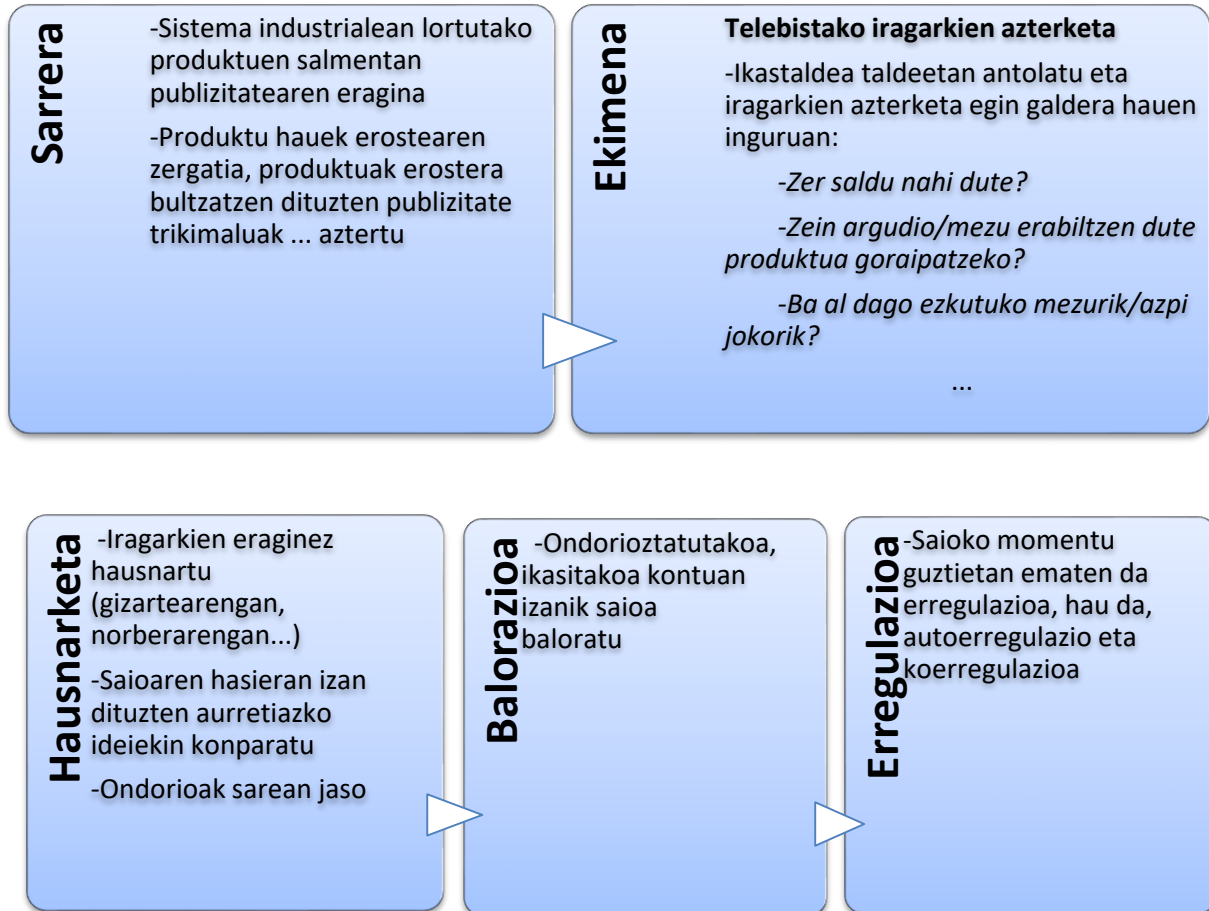 Sarrera
-Sistema industrialean lortutako
produktuen salmentan
publizitatearen eragina
-Produktu hauek erostearen
zergatia, produktuak erostera
bultzatzen dituzten publizitate
trikimaluak ... aztertu
Ekimena
Telebistako iragarkien azterketa
-Ikastaldea taldeetan antolatu eta
iragarkien azterketa egin galdera hauen
inguruan:
-Zer saldu nahi dute?
-Zein argudio/mezu erabiltzen dute
produktua goraipatzeko?
-Ba al dago ezkutuko mezurik/azpi
jokorik?
...
Hausnarketa
-Iragarkien eraginez
hausnartu
(gizartearengan,
norberarengan...)
-Saioaren hasieran izan
dituzten aurretiazko
ideiekin konparatu
-Ondorioak sarean jaso
Balorazioa
-Ondorioztatutakoa,
ikasitakoa kontuan
izanik saioa
baloratu
Erregulazioa
-Saioko momentu
guztietan ematen da
erregulazioa, hau da,
autoerregulazio eta
koerregulazioa